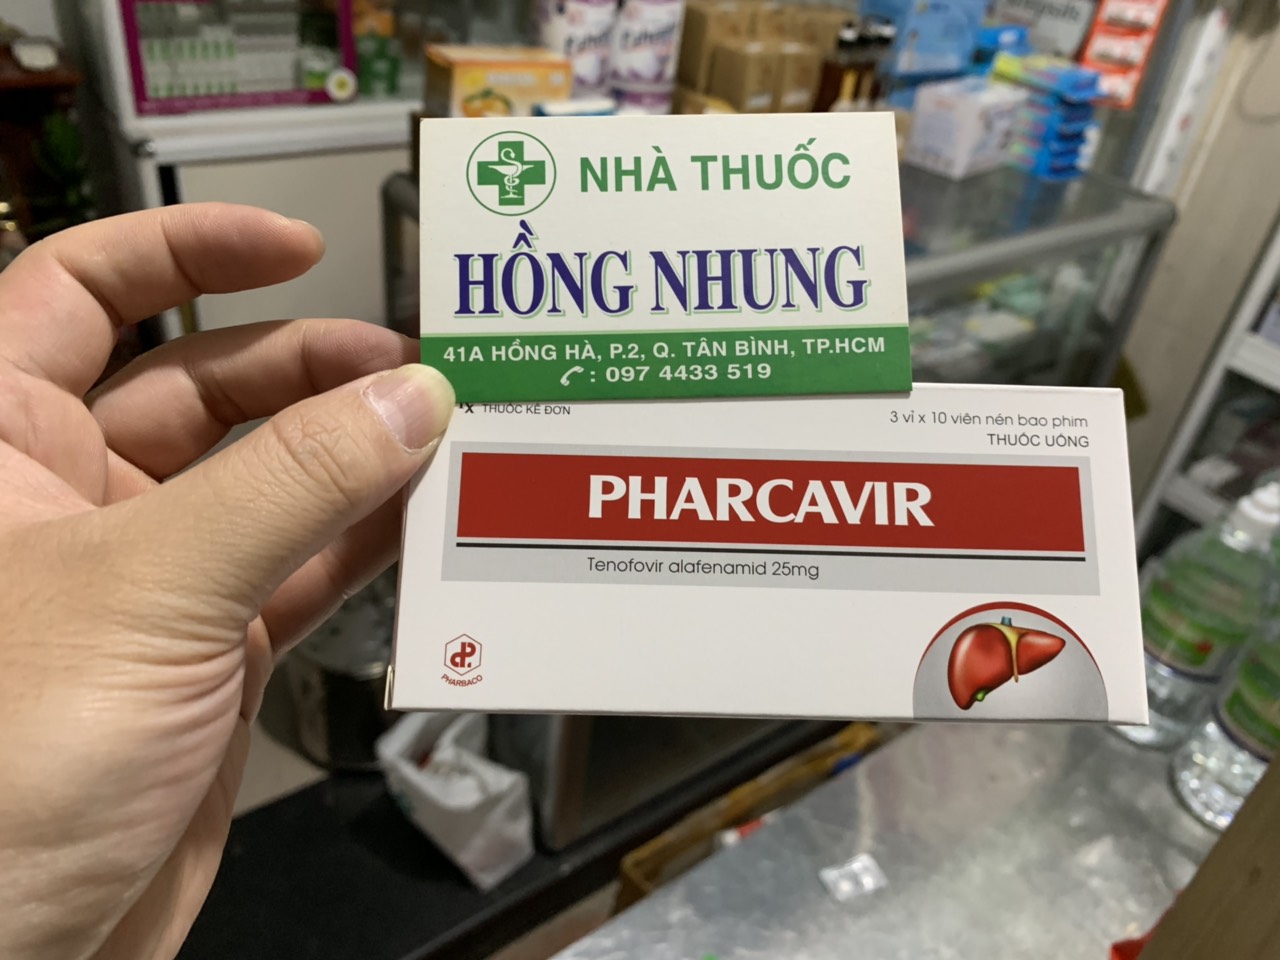 NHÀ THUỐC
HỒNG NHUNG
41A HỒNG HÀ, P.2, Q. TÂN BÌNH, TP.HCM
: 097 4433 519
Rx THUỐC KÊ ĐƠN
3 vỉ x 10 viên nén bao phim
THUỐC UỐNG
PHARCAVIR
Tenofovir alafenamid 25mg
PHARBACO